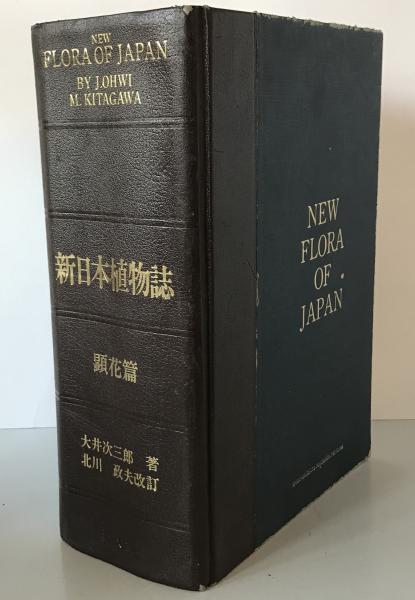 NEW
FLORA OF JAPAN
BY J.OHWI
M. KITAGAWA
新日本植物誌
顕花篇
大井次三郎 著
北川 政夫改訂
NEW
FLORA
OF
JAPAN